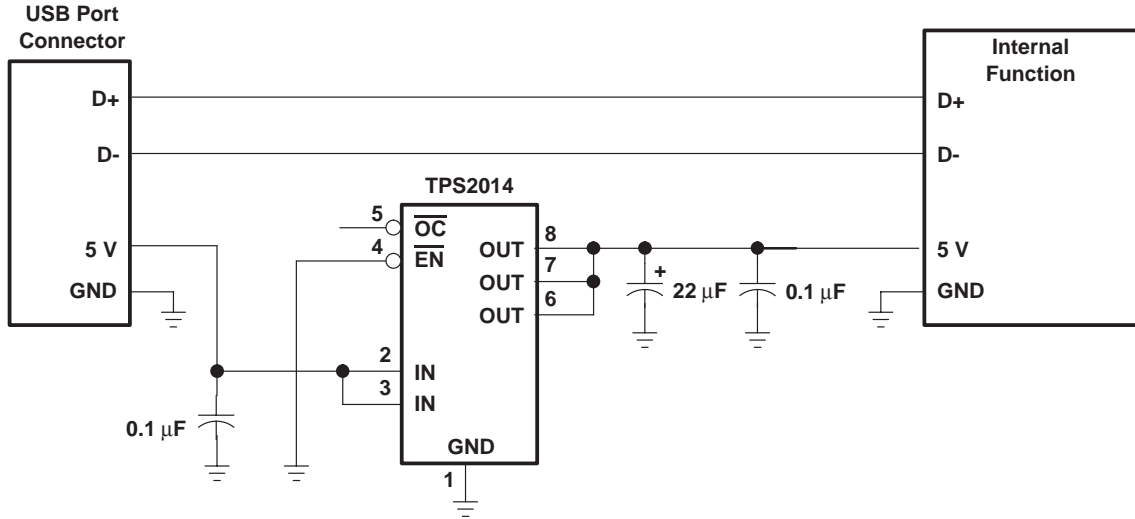 USB Port
Connector
D+
D-
5 V
GND
0.1 μF
TPS2014
5
OC
4
EN
2
IN
3
IN
GND
1
OUT
8
OUT
7
OUT
6
+
22 μF
0.1 μF
Internal
Function
D+
D-
5 V
GND